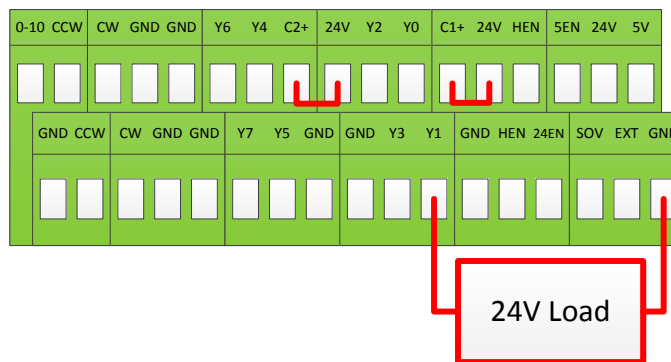 0-10 CCW CW GND GND Y6 Y4 C2+ 24V Y2 Y0 C1+ 24V HEN 5EN 24V 5V
GND CCW CW GND GND Y7 Y5 GND GND Y3 Y1 GND HEN 24EN SOV EXT GND
24V Load